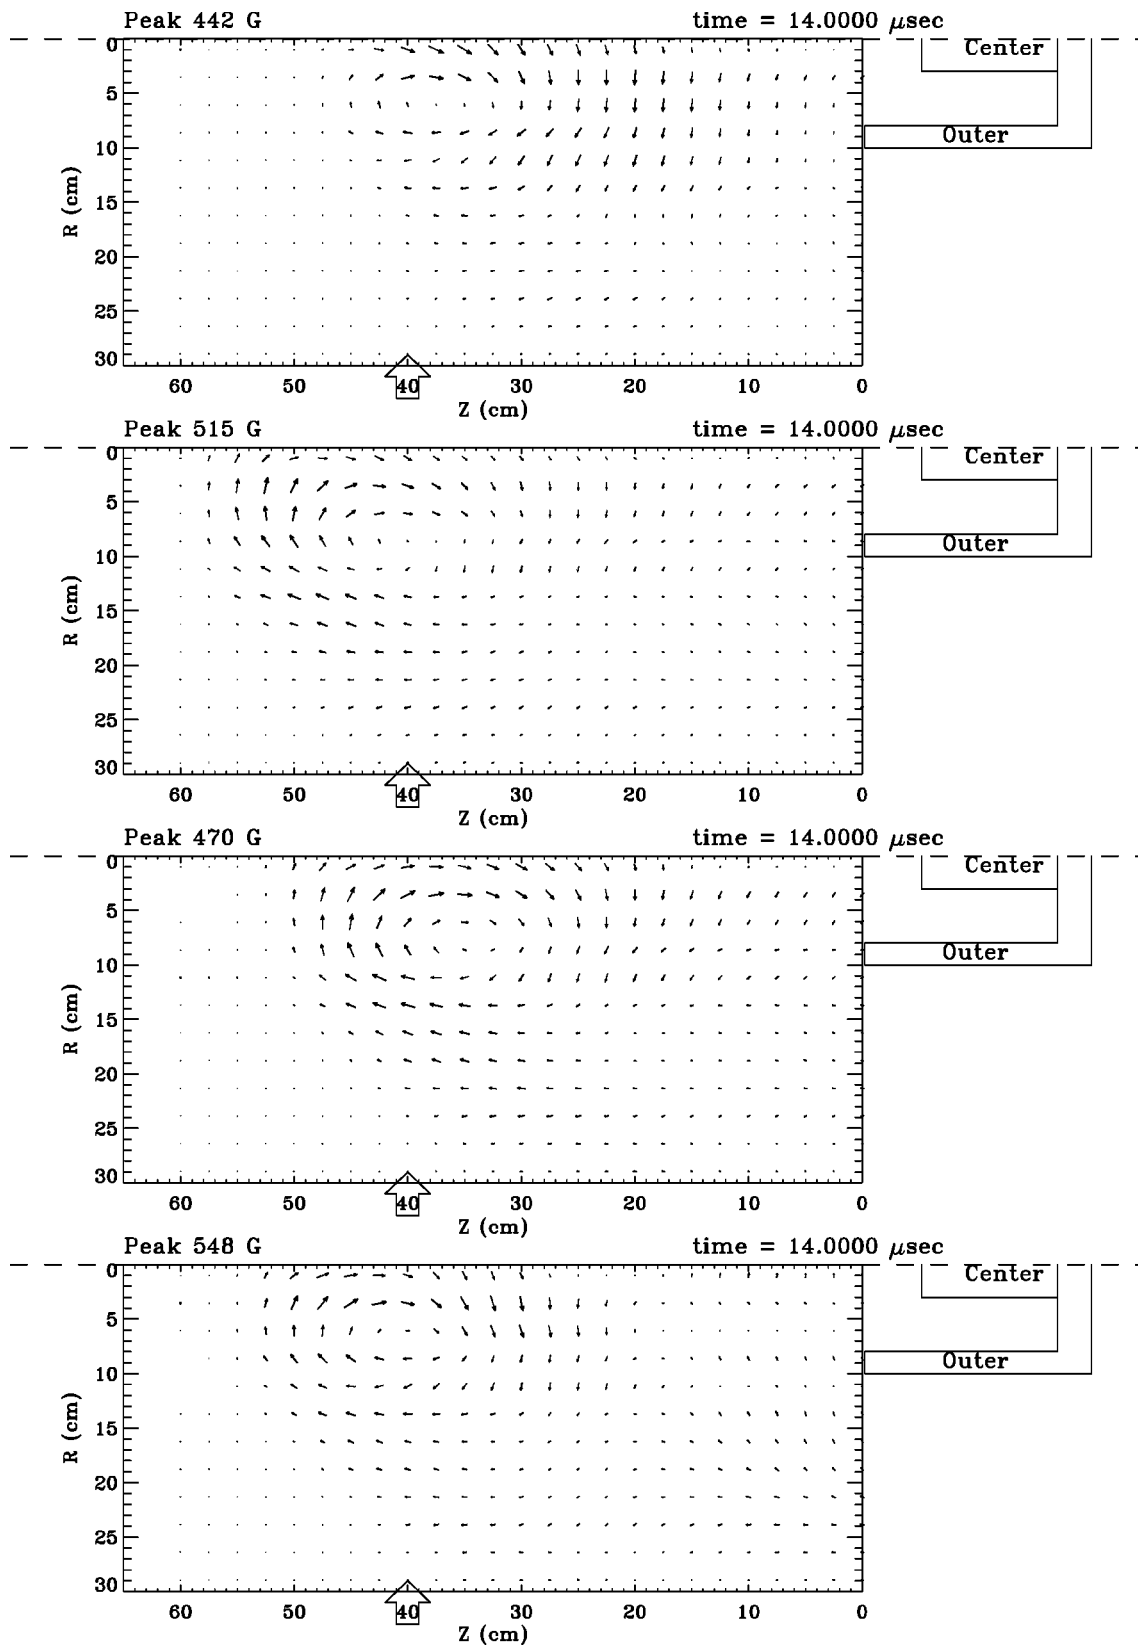 Peak 442 G time = 14.0000 μsec
0 Center
5
Outer
10
15
R (cm)
20
25
30
60 50 40 30 20 10 0
Z (cm)
Peak 515 G time = 14.0000 μsec
0 Center
5
Outer
10
15
R (cm)
20
25
30
60 50 40 30 20 10 0
Z (cm)
Peak 470 G time = 14.0000 μsec
0 Center
5
Outer
10
15
R (cm)
20
25
30
60 50 40 30 20 10 0
Z (cm)
Peak 548 G time = 14.0000 μsec
0 Center
5
Outer
10
15
R (cm)
20
25
30
60 50 40 30 20 10 0
Z (cm)